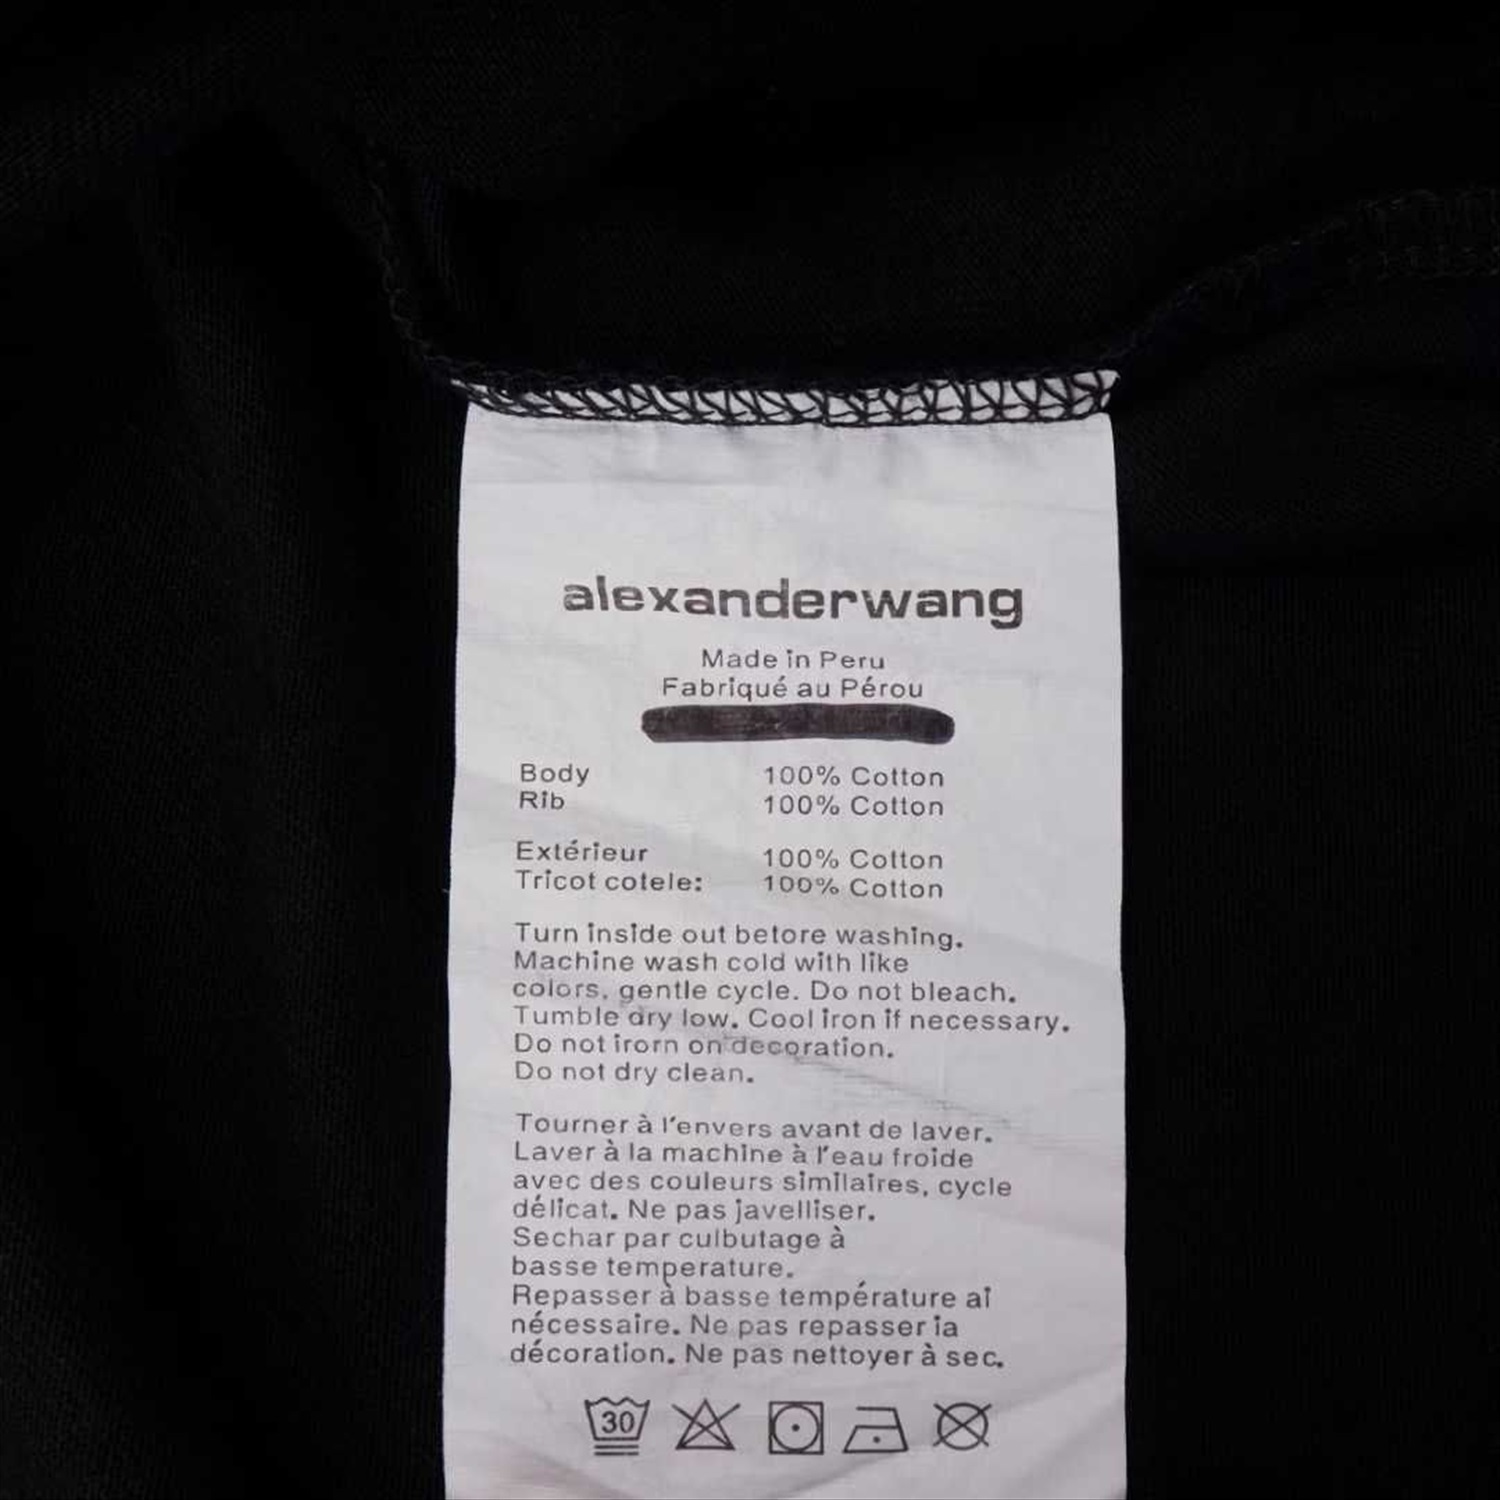 alexanderwang
Made in Peru
Fabriqué au Pérou
Body 100% Cotton
Rib 100% Cotton
Extérieur 100% Cotton
Tricot cotele: 100% Cotton
Turn inside out before washing.
Machine wash cold with like
colors, gentle cycle. Do not bleach.
Tumble dry low. Cool iron if necessary.
Do not irorn on decoration.
Do not dry clean.
Tourner à l'envers avant de laver.
Laver à la machine à l'eau froide
avec des couleurs similaires, cycle
délicat. Ne pas javelliser.
Sechar par culbutage à
basse temperature.
Repasser à basse température ai
nécessaire. Ne pas repasser ia
décoration. Ne pas nettoyer à sec.
30